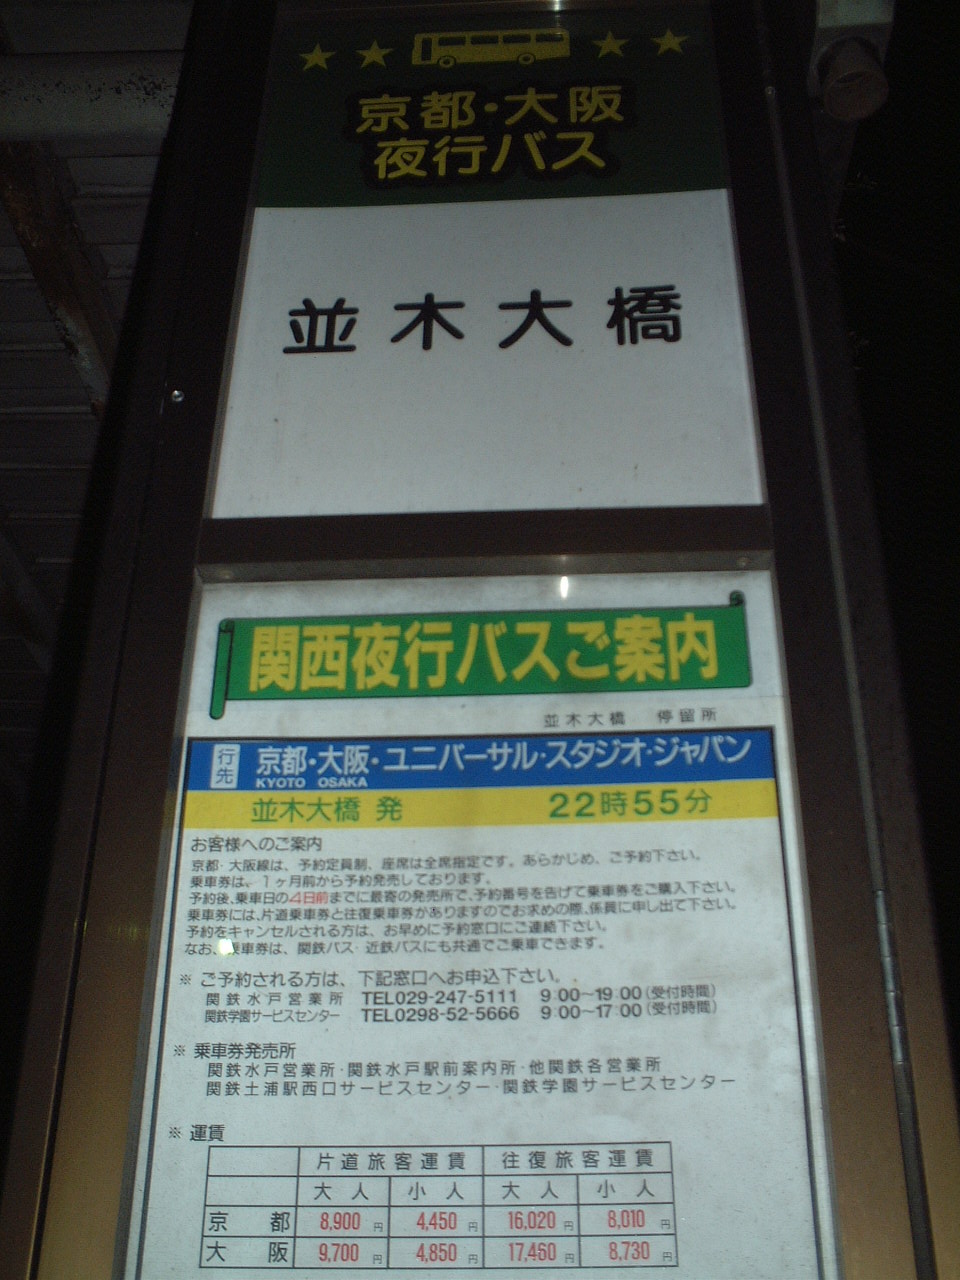 京都・大阪
夜行バス
並木大橋
関西夜行バスご案内
並木大橋 停留所
行先 京都・大阪・ユニバーサル・スタジオ・ジャパン
KYOTO OSAKA
並木大橋 発 22時55分
お客様へのご案内
京都・大阪線は、予約定員制、座席は全席指定です。あらかじめ、ご予約下さい。
乗車券は、1ヶ月前から予約発売しております。
予約後、乗車日の4日前までに最寄の発売所で、予約番号を告げて乗車券をご購入下さい。
乗車券には、片道乗車券と往復乗車券がありますのでお求めの際、係員に申し出て下さい。
予約をキャンセルされる方は、お早めに予約窓口にご連絡下さい。
なお、乗車券は、関鉄バス・近鉄バスにも共通でご乗車できます。
※ ご予約される方は、下記窓口へお申込下さい。
関鉄水戸営業所 TEL029-247-5111 9:00~19:00(受付時間)
関鉄学園サービスセンター TEL0298-52-5666 9:00~17:00(受付時間)
※ 乗車券発売所
関鉄水戸営業所・関鉄水戸駅前案内所・他関鉄各営業所
関鉄土浦駅西口サービスセンター・関鉄学園サービスセンター
※ 運賃
片道旅客運賃 往復旅客運賃
大人 小人 大人 小人
京都 8,900円 4,450円 16,020円 8,010円
大阪 9,700円 4,850円 17,460円 8,730円